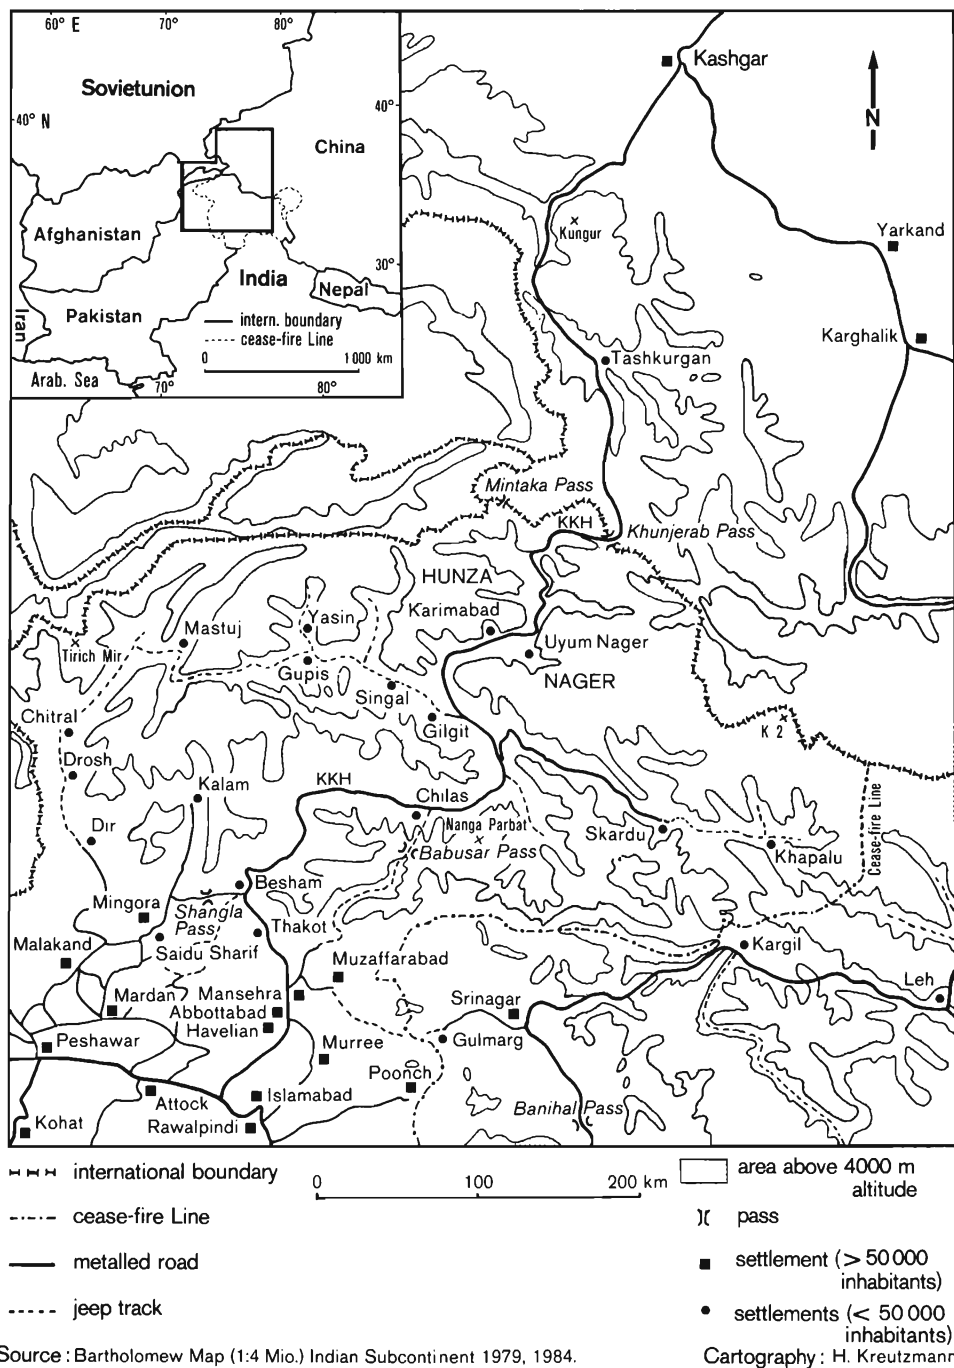 60° E
70°
80°
Sovietunion
40° N
40°
China
Afghanistan
30°
India
Nepal
Iran
Pakistan
intern. boundary
cease-fire Line
0
1000 km
Arab. Sea
70°
80°
Kashgar
N
Kungur
Yarkand
Karghalik
Tashkurgan
Mintaka Pass
KKH
Khunjerab Pass
HUNZA
Karimabad
Yasin
Mastuj
Tirich Mir
Uyum Nager
Gupis
NAGER
Singal
Chitral
Gilgit
K 2
Drosh
KKH
Kalam
Chilas
Cease-fire Line
Nanga Parbat
Dir
Skardu
Babusar Pass
Khapalu
Besham
Mingora
Shangla
Pass
Thakot
Malakand
Saidu Sharif
Kargil
Muzaffarabad
Leh
Mardan
Mansehra
Srinagar
Abbottabad
Havelian
Peshawar
Murree
Gulmarg
Poonch
Attock
Islamabad
Banihal Pass
Kohat
Rawalpindi
international boundary
cease-fire Line
metalled road
jeep track
0
100
200 km
area above 4000 m
altitude
pass
settlement (> 50 000
inhabitants)
settlements (< 50 000
inhabitants)
Source : Bartholomew Map (1:4 Mio.) Indian Subcontinent 1979, 1984.
Cartography : H. Kreutzmann